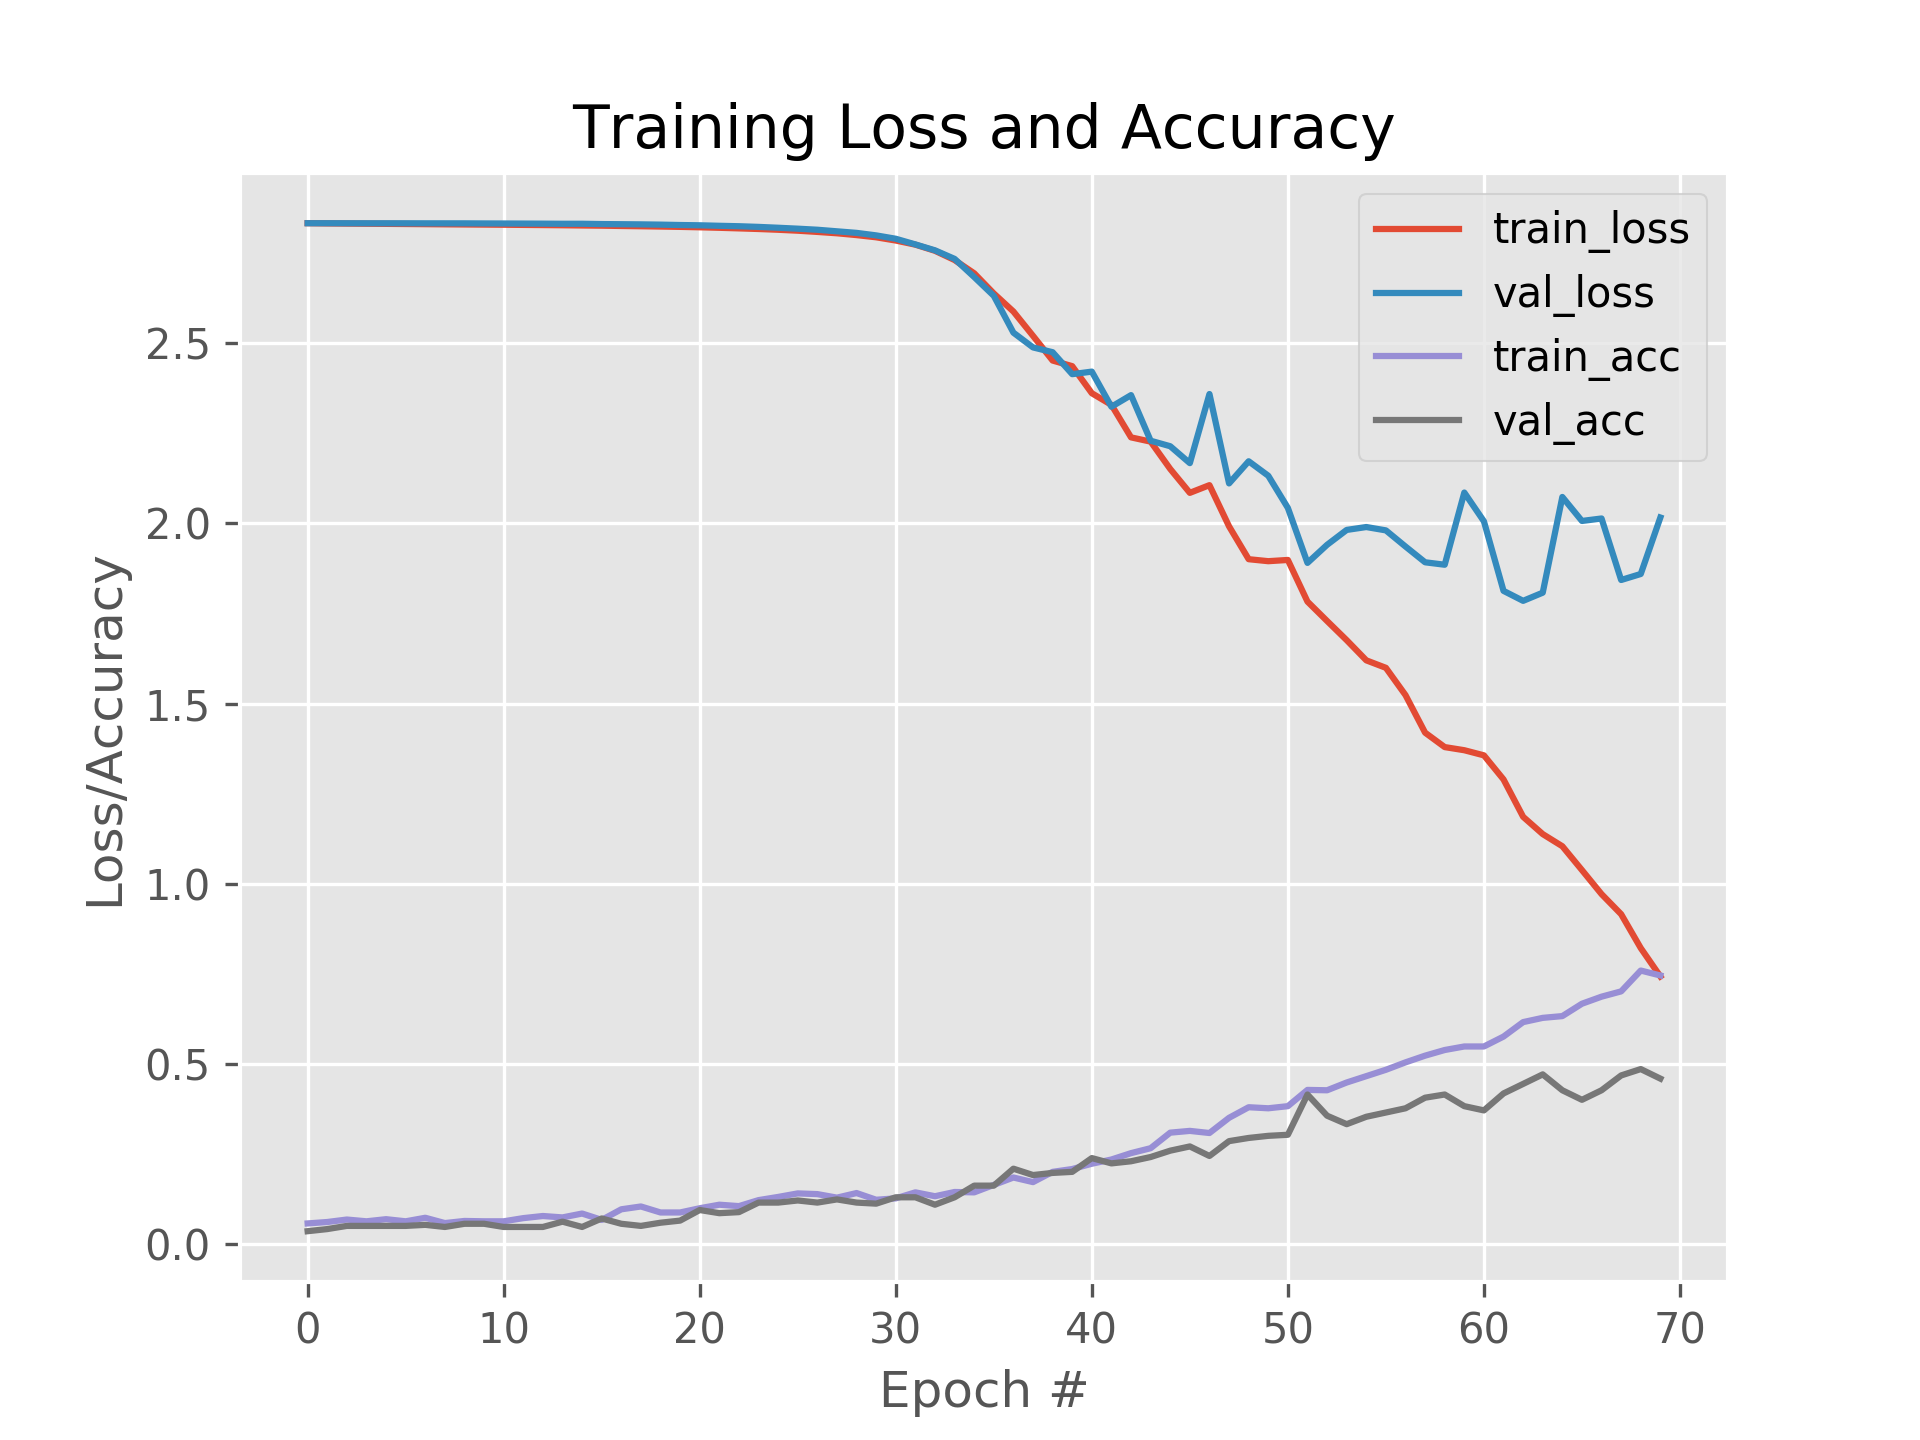 Training Loss and Accuracy
train_loss
val_loss
train_acc
val_acc
Loss/Accuracy
2.5
2.0
1.5
1.0
0.5
0.0
0 10 20 30 40 50 60 70
Epoch #